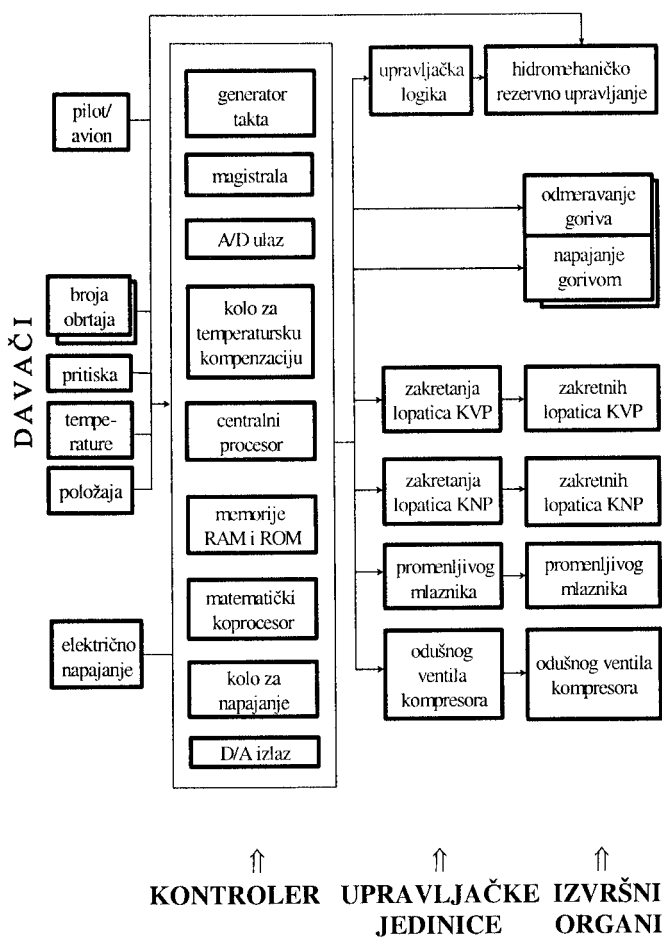 pilot/
avion
DAVAČI
broja
obrtaja
pritiska
tempe-
rature
položaja
električno
napajanje
generator
takta
magistrala
A/D ulaz
kolo za
temperatursku
kompenzaciju
centralni
procesor
memorije
RAM i ROM
matematički
koprocesor
kolo za
napajanje
D/A izlaz
upravljačka
logika
hidromehaničko
rezervno upravljanje
odmeravanje
goriva
napajanje
gorivom
zakretanja
lopatica KVP
zakretnih
lopatica KVP
zakretanja
lopatica KNP
zakretnih
lopatica KNP
promenljivog
mlaznika
promenljivog
mlaznika
odušnog
ventila
kompresora
odušnog ventila
kompresora
KONTROLER
UPRAVLJAČKE
JEDINICE
IZVRŠNI
ORGANI